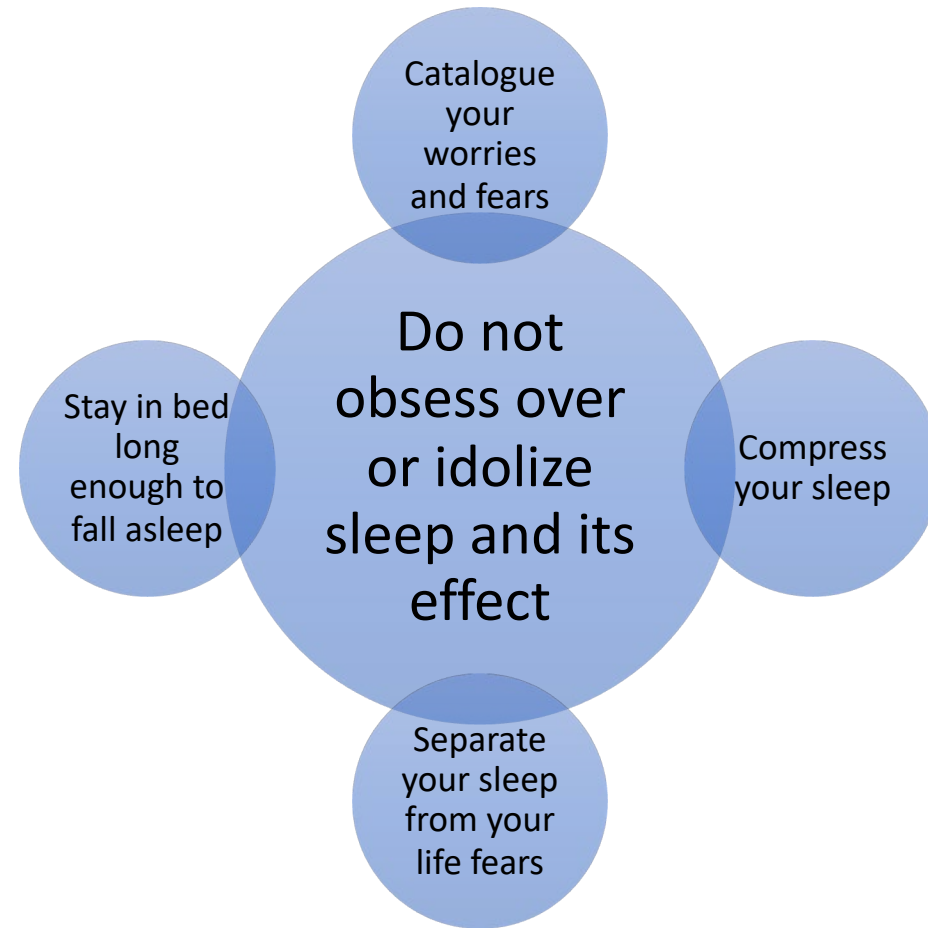 Catalogue
your
worries
and fears
Do not
obsess over
or idolize
sleep and its
effect
Stay in bed
long
enough to
fall asleep
Compress
your sleep
Separate
your sleep
from your
life fears